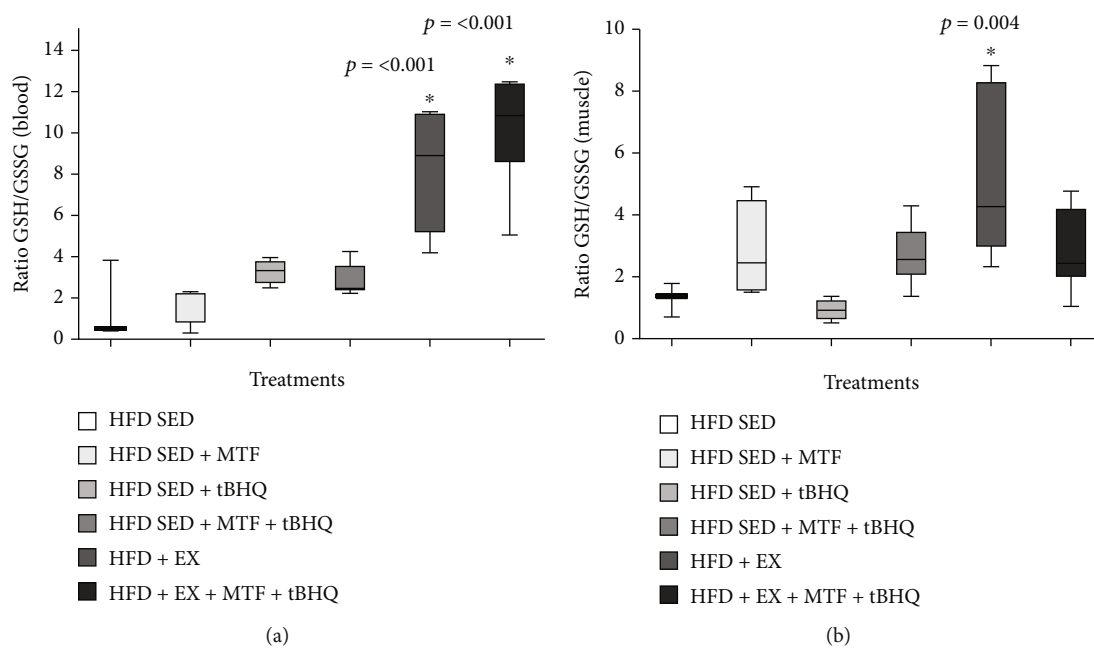 p = <0.001
p = <0.001
*
*
Ratio GSH/GSSG (blood)
14
12
10
8
6
4
2
0
Treatments
HFD SED
HFD SED + MTF
HFD SED + tBHQ
HFD SED + MTF + tBHQ
HFD + EX
HFD + EX + MTF + tBHQ
(a)
p = 0.004
*
Ratio GSH/GSSG (muscle)
10
8
6
4
2
0
Treatments
HFD SED
HFD SED + MTF
HFD SED + tBHQ
HFD SED + MTF + tBHQ
HFD + EX
HFD + EX + MTF + tBHQ
(b)